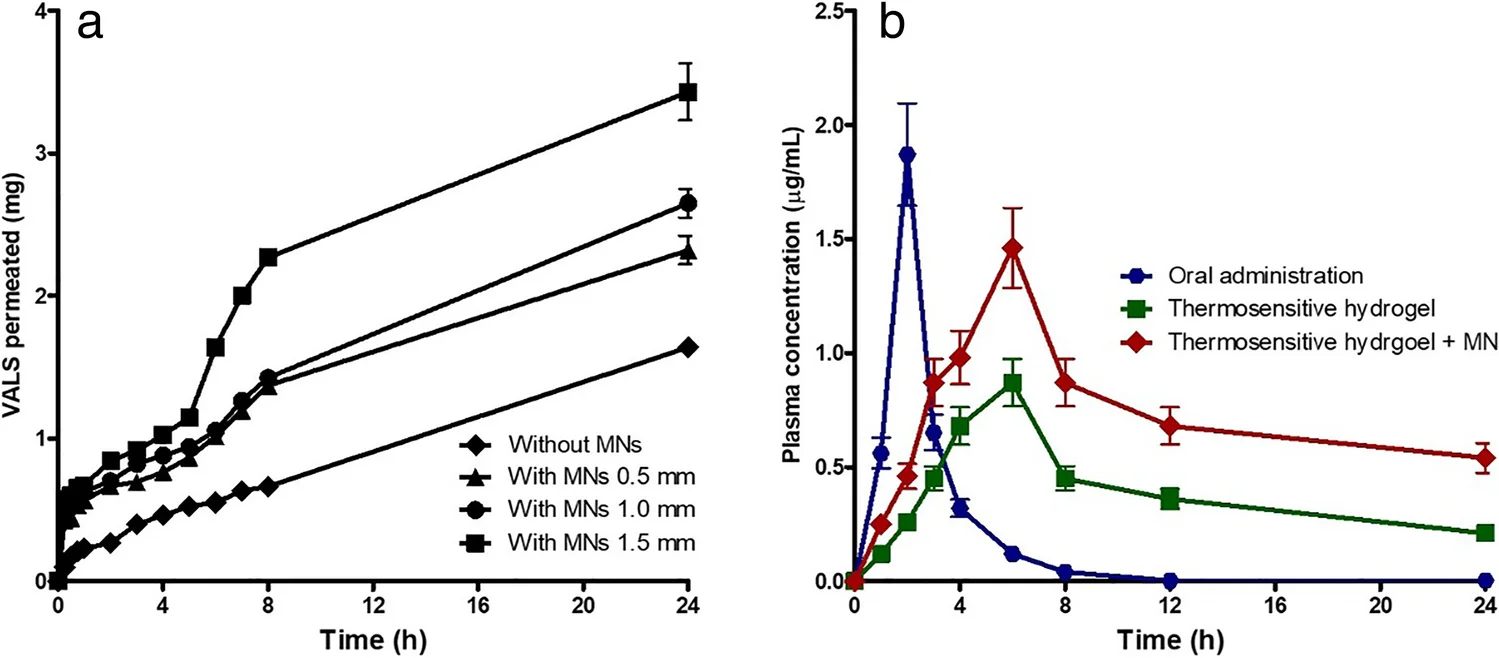 a
VALS permeated (mg)
4
3
2
1
0
0 4 8 12 16 20 24
Time (h)
Without MNs
With MNs 0.5 mm
With MNs 1.0 mm
With MNs 1.5 mm
b
Plasma concentration (μg/mL)
2.5
2.0
1.5
1.0
0.5
0.0
0 4 8 12 16 20 24
Time (h)
Oral administration
Thermosensitive hydrogel
Thermosensitive hydrgoel + MN